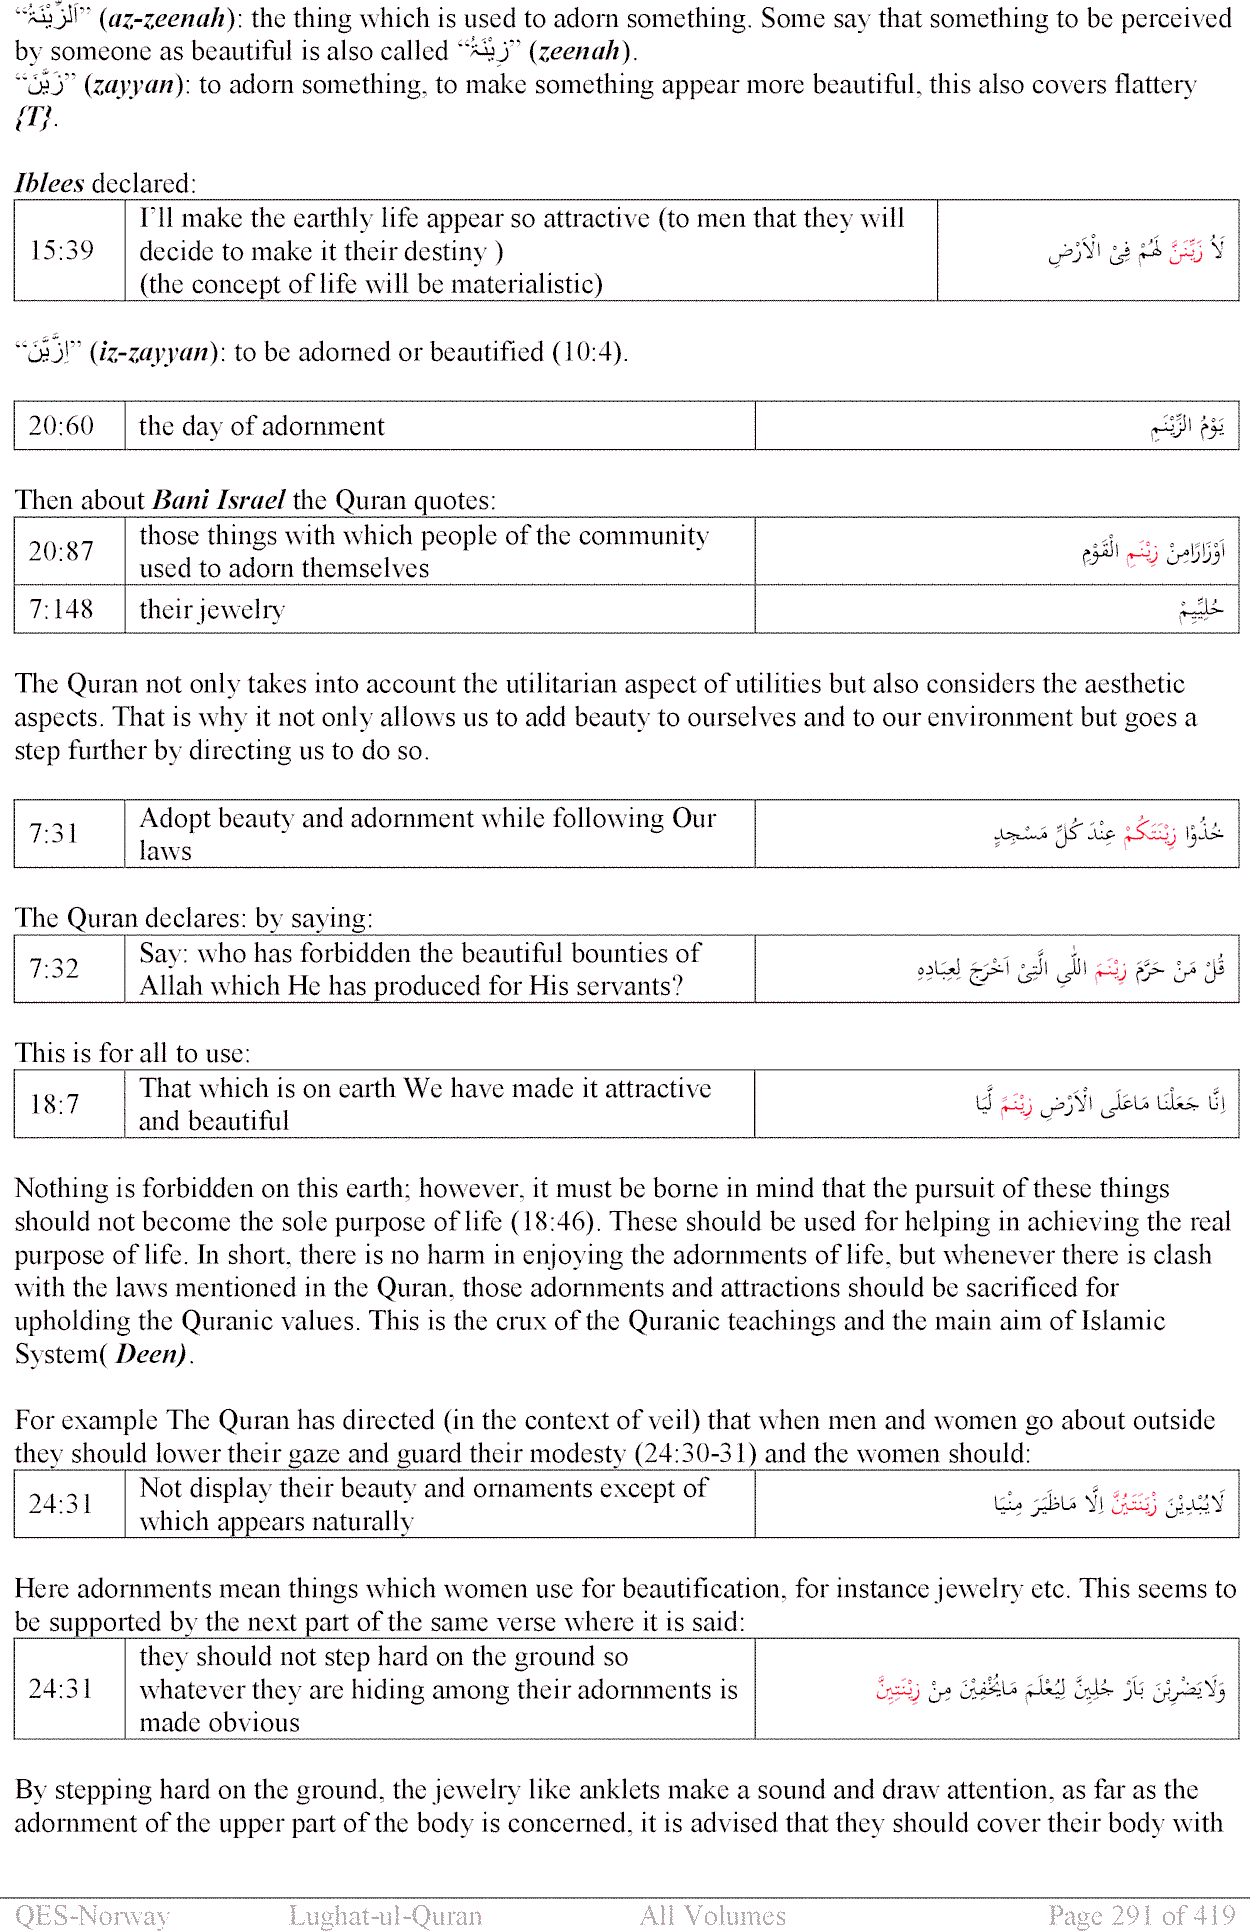 “اَلزِّيْنَۃُ” (az-zeenah): the thing which is used to adorn something. Some say that something to be perceived
by someone as beautiful is also called “زِيْنَۃٌ” (zeenah).
“زَيَّنَ” (zayyan): to adorn something, to make something appear more beautiful, this also covers flattery
{T}.
Iblees declared:
15:39 I’ll make the earthly life appear so attractive (to men that they will
decide to make it their destiny )
(the concept of life will be materialistic)
لَاُ زَيِّنَنَّ لَهُمْ فِیْ الْاَرْضِ
“اِزَّيَّنَ” (iz-zayyan): to be adorned or beautified (10:4).
20:60 the day of adornment يَوْمُ الزِّيْنَمِ
Then about Bani Israel the Quran quotes:
20:87 those things with which people of the community
used to adorn themselves
اَوْزَارًامِنْ زِيْنَمِ الْقَوْمِ
7:148 their jewelry حُلِيِّيِمْ
The Quran not only takes into account the utilitarian aspect of utilities but also considers the aesthetic
aspects. That is why it not only allows us to add beauty to ourselves and to our environment but goes a
step further by directing us to do so.
7:31 Adopt beauty and adornment while following Our
laws
خُذُوْا زِيْنَتَكُمْ عِنْدَ كُلِّ مَسْجِدٍ
The Quran declares: by saying:
7:32 Say: who has forbidden the beautiful bounties of
Allah which He has produced for His servants?
قُلْ مَنْ حَرَّمَ زِيْنَمَ اللّٰىِ الَّتِیْ اَخْرَجَ لِعِبَادِهِ
This is for all to use:
18:7 That which is on earth We have made it attractive
and beautiful
اِنَّا جَعَلْنَا مَاعَلَی الْاَرْضِ زِيْنَمً لَّيَا
Nothing is forbidden on this earth; however, it must be borne in mind that the pursuit of these things
should not become the sole purpose of life (18:46). These should be used for helping in achieving the real
purpose of life. In short, there is no harm in enjoying the adornments of life, but whenever there is clash
with the laws mentioned in the Quran, those adornments and attractions should be sacrificed for
upholding the Quranic values. This is the crux of the Quranic teachings and the main aim of Islamic
System( Deen).
For example The Quran has directed (in the context of veil) that when men and women go about outside
they should lower their gaze and guard their modesty (24:30-31) and the women should:
24:31 Not display their beauty and ornaments except of
which appears naturally
لَايُبْدِيْنَ زْيَنَتَيُنَّ اِلَّا مَاظَيَرَ مِنْيَا
Here adornments mean things which women use for beautification, for instance jewelry etc. This seems to
be supported by the next part of the same verse where it is said:
24:31 they should not step hard on the ground so
whatever they are hiding among their adornments is
made obvious
وَلَايَضْرِبْنَ بَاَرْ جُلِيِنَّ لِيُعْلَمَ مَايُخْفِيْنَ مِنْ زِيْنَتِيِنَّ
By stepping hard on the ground, the jewelry like anklets make a sound and draw attention, as far as the
adornment of the upper part of the body is concerned, it is advised that they should cover their body with
QES-Norway Lughat-ul-Quran All Volumes Page 291 of 419